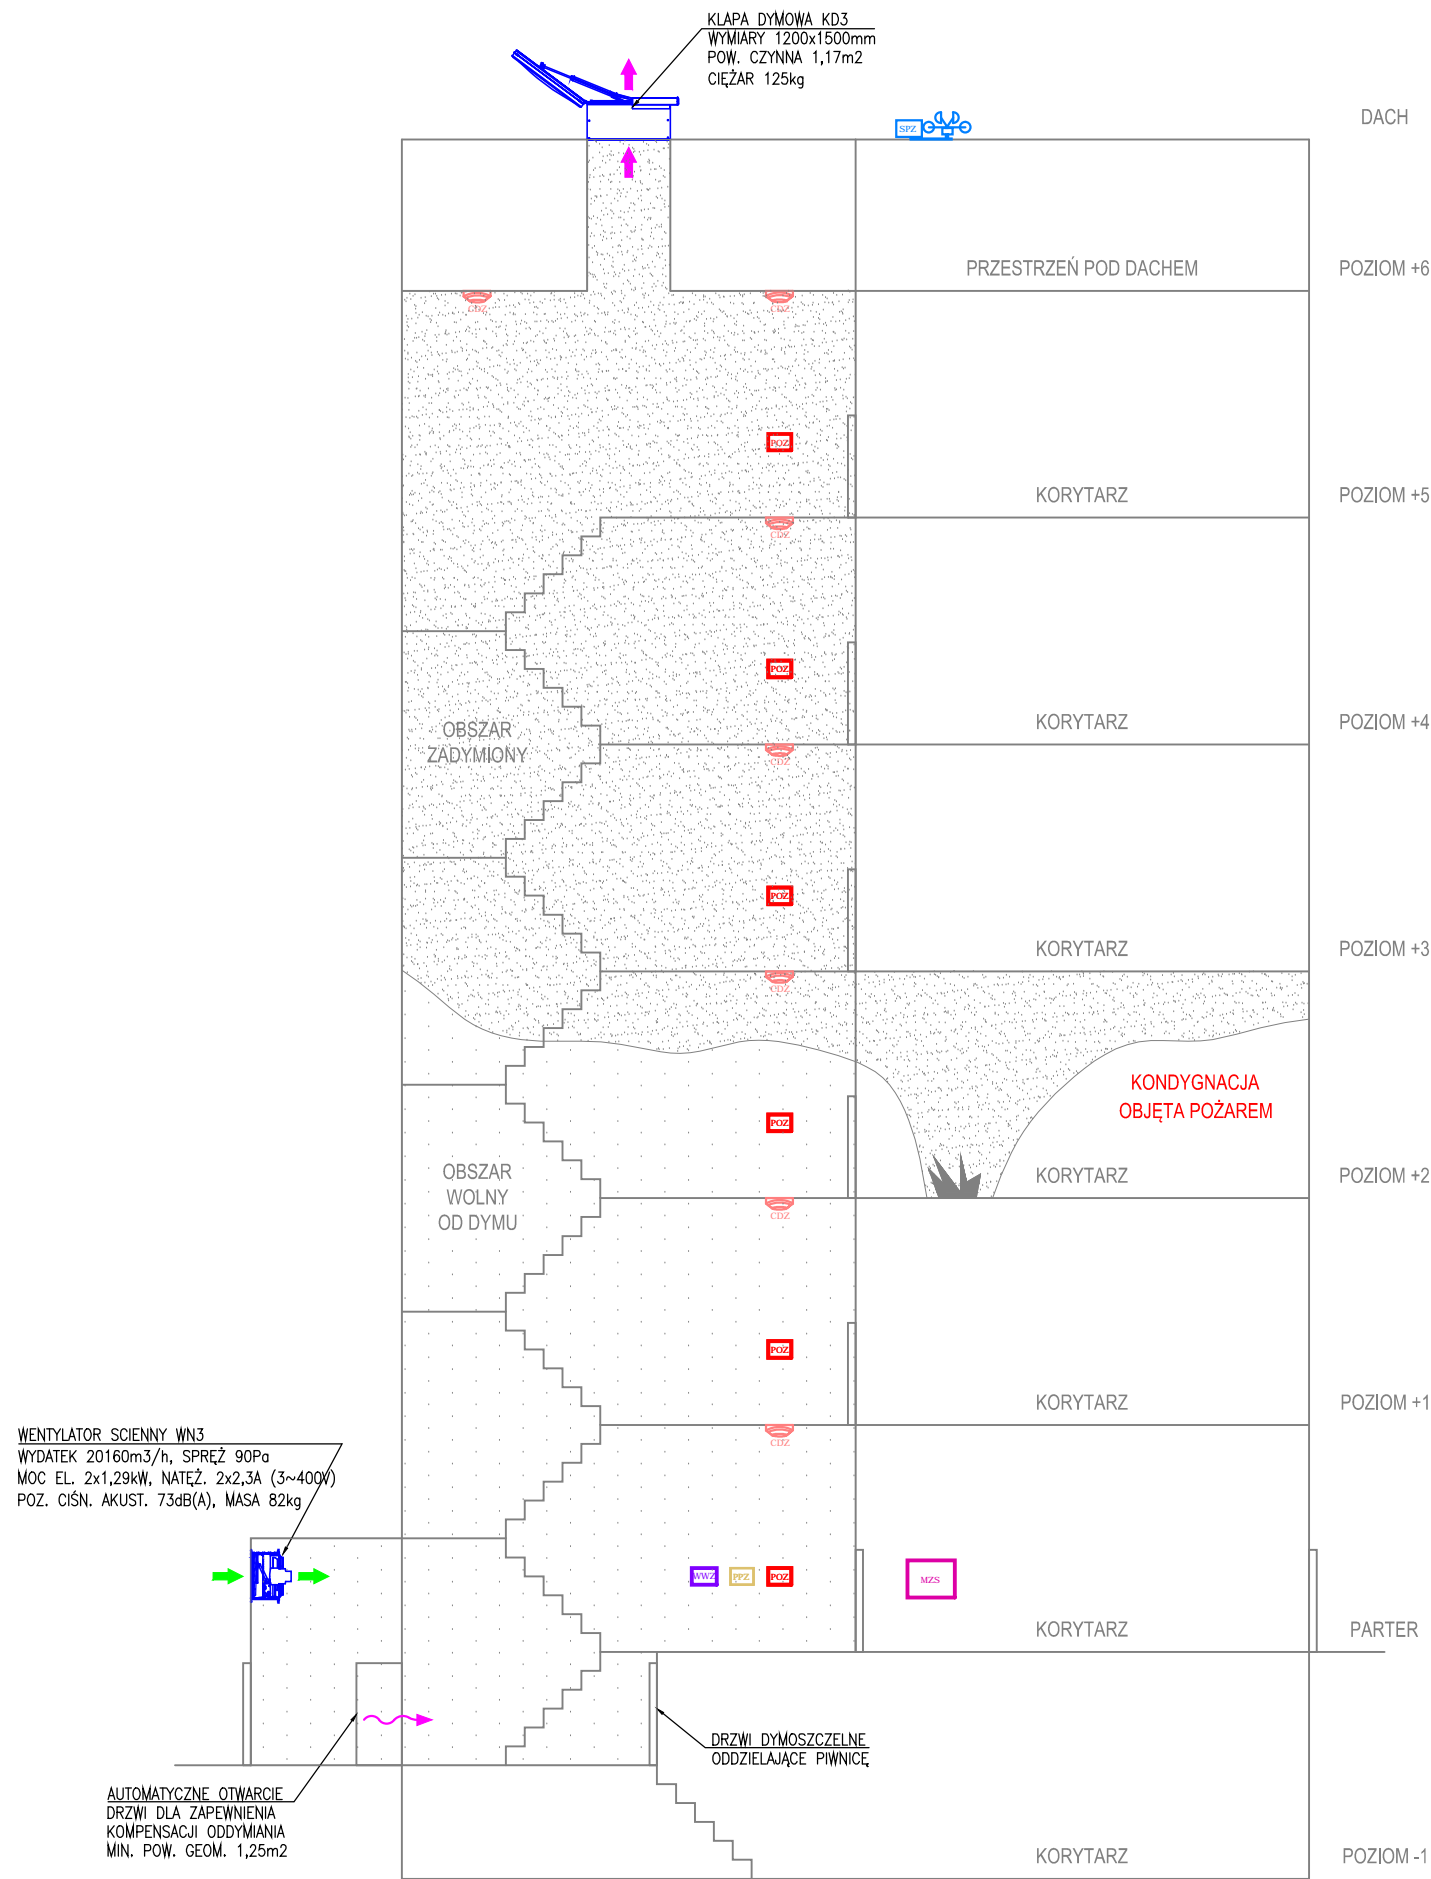 KLAPA DYMOWA KD3
WYMIARY 1200x1500mm
POW. CZYNNA 1,17m2
CIĘŻAR 125kg
SPZ
DACH
PRZESTRZEŃ POD DACHEM
POZIOM +6
CDZ
CDZ
POZ
KORYTARZ
POZIOM +5
CDZ
POZ
KORYTARZ
POZIOM +4
OBSZAR
ZADYMIONY
CDZ
POZ
KORYTARZ
POZIOM +3
CDZ
KONDYGNACJA
OBJĘTA POŻAREM
POZ
KORYTARZ
POZIOM +2
OBSZAR
WOLNY
OD DYMU
CDZ
POZ
KORYTARZ
POZIOM +1
CDZ
WENTYLATOR SCIENNY WN3
WYDATEK 20160m3/h, SPRĘŻ 90Pa
MOC EL. 2x1,29kW, NATĘŻ. 2x2,3A (3~400V)
POZ. CIŚN. AKUST. 73dB(A), MASA 82kg
WWZ
PPZ
POZ
MZS
KORYTARZ
PARTER
DRZWI DYMOSZCZELNE
ODDZIELAJĄCE PIWNICĘ
AUTOMATYCZNE OTWARCIE
DRZWI DLA ZAPEWNIENIA
KOMPENSACJI ODDYMIANIA
MIN. POW. GEOM. 1,25m2
KORYTARZ
POZIOM -1